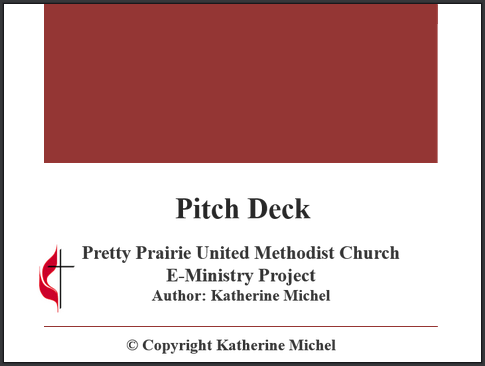 Pitch Deck
Pretty Prairie United Methodist Church
E-Ministry Project
Author: Katherine Michel
© Copyright Katherine Michel